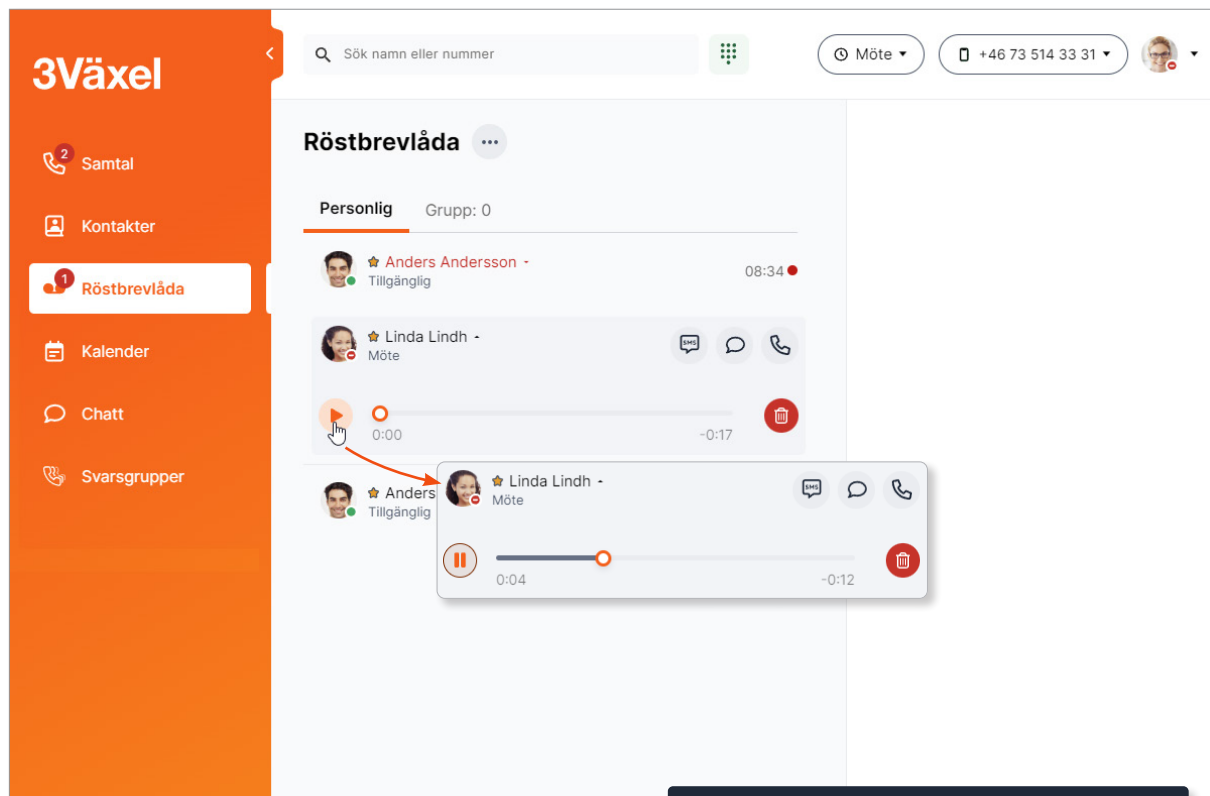 3Växel
Sök namn eller nummer
Möte
+46 73 514 33 31
2
Samtal
Kontakter
1
Röstbrevlåda
Kalender
Chatt
Svarsgrupper
Röstbrevlåda ...
Personlig
Grupp: 0
Anders Andersson -
Tillgänglig
08:34
Linda Lindh -
Möte
SMS
0:00
-0:17
Anders
Tillgänglig
Linda Lindh -
Möte
SMS
0:04
-0:12